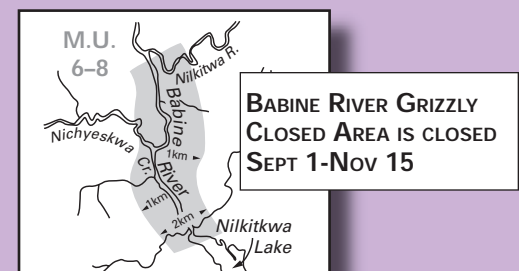 M.U.
6–8
Nilkitwa R.
Babine
River
Nichyeskwa
Cr.
1km
1km
2km
Nilkitkwa
Lake
BABINE RIVER GRIZZLY
CLOSED AREA IS CLOSED
SEPT 1-NOV 15